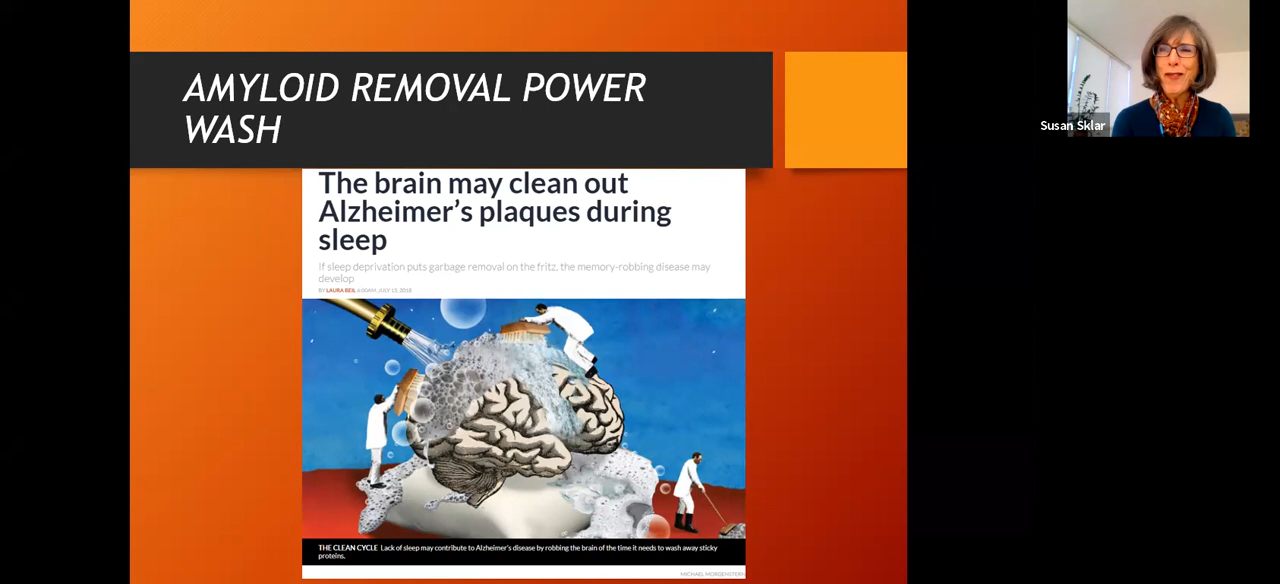 AMYLOID REMOVAL POWER
WASH
Susan Sklar
The brain may clean out
Alzheimer's plaques during
sleep
If sleep deprivation puts garbage removal on the fritz, the memory-robbing disease may
develop
BY LAURA BEIL 6:00AM, JULY 15, 2018
THE CLEAN CYCLE Lack of sleep may contribute to Alzheimer's disease by robbing the brain of the time it needs to wash away sticky
proteins.
MICHAEL MORGENSTERN